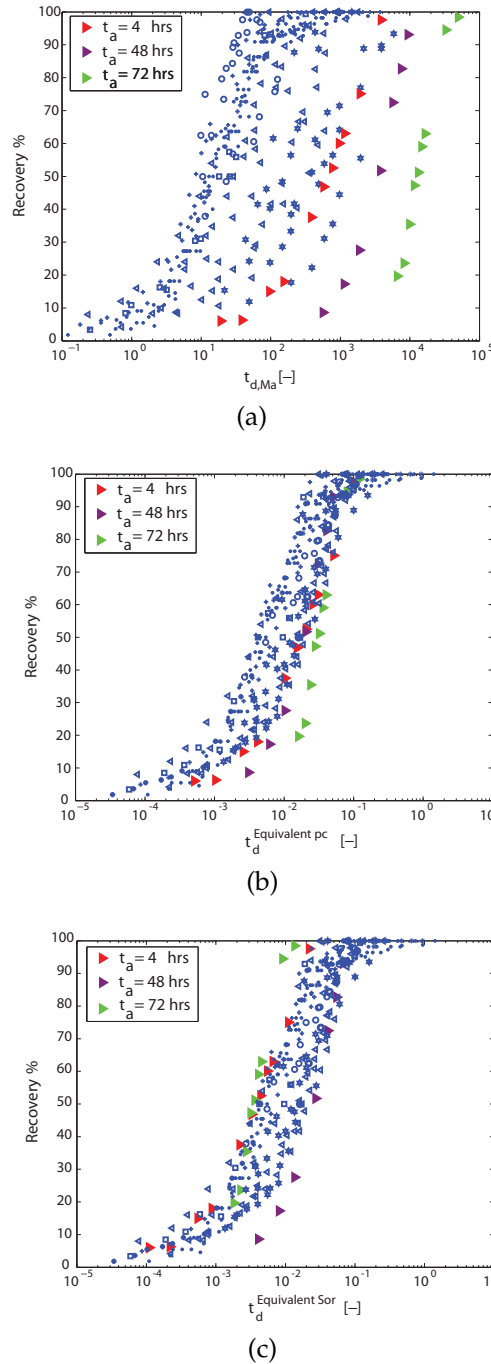 100
90
80
70
60
50
40
30
20
10
0
Recovery %
t_a = 4 hrs
t_a = 48 hrs
t_a = 72 hrs
10^−1 10^0 10^1 10^2 10^3 10^4 10^5
t_d,Ma [−]
(a)
100
90
80
70
60
50
40
30
20
10
0
Recovery %
t_a = 4 hrs
t_a = 48 hrs
t_a = 72 hrs
10^−5 10^−4 10^−3 10^−2 10^−1 10^0
t_d^Equivalent pc [−]
(b)
100
90
80
70
60
50
40
30
20
10
0
Recovery %
t_a = 4 hrs
t_a = 48 hrs
t_a = 72 hrs
10^−5 10^−4 10^−3 10^−2 10^−1 10^0
t_d^Equivalent Sor [−]
(c)